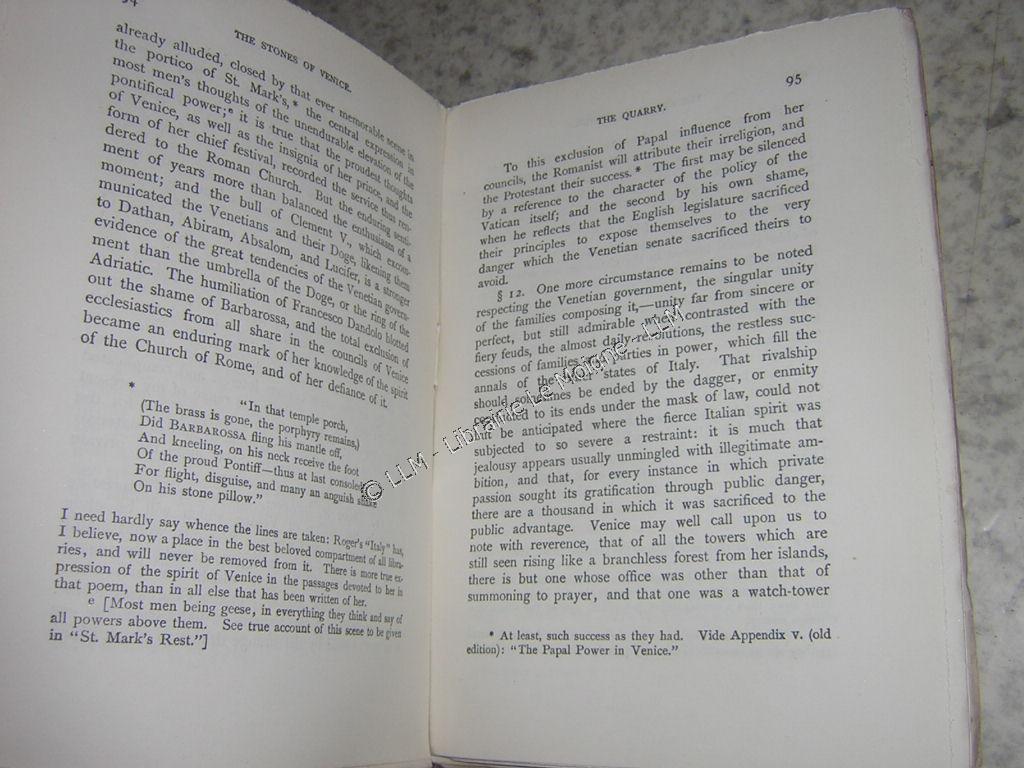 94
THE STONES OF VENICE.
already alluded, closed by that ever memorable scene in
the portico of St. Mark's,* the central expression in
most men's thoughts of the unendurable elevation of the
pontifical power;e it is true that the proudest thoughts
of Venice, as well as the insignia of her prince, and the
form of her chief festival, recorded the service thus ren-
dered to the Roman Church. But the enduring senti-
ment of years more than balanced the enthusiasm of a
moment; and the bull of Clement V., which excom-
municated the Venetians and their Doge, likening them
to Dathan, Abiram, Absalom, and Lucifer, is a stronger
evidence of the great tendencies of the Venetian govern-
ment than the umbrella of the Doge, or the ring of the
Adriatic. The humiliation of Francesco Dandolo blotted
out the shame of Barbarossa, and the total exclusion of
ecclesiastics from all share in the councils of Venice
became an enduring mark of her knowledge of the spirit
of the Church of Rome, and of her defiance of it.
* "In that temple porch,
(The brass is gone, the porphyry remains,)
Did BARBAROSSA fling his mantle off,
And kneeling, on his neck receive the foot
Of the proud Pontiff—thus at last consoled
For flight, disguise, and many an anguish shake
On his stone pillow."
I need hardly say whence the lines are taken: Roger's "Italy" has,
I believe, now a place in the best beloved compartment of all libra-
ries, and will never be removed from it. There is more true ex-
pression of the spirit of Venice in the passages devoted to her in
that poem, than in all else that has been written of her.
e [Most men being geese, in everything they think and say of
all powers above them. See true account of this scene to be given
in "St. Mark's Rest."]
95
THE QUARRY.
To this exclusion of Papal influence from her
councils, the Romanist will attribute their irreligion, and
the Protestant their success.* The first may be silenced
by a reference to the character of the policy of the
Vatican itself; and the second by his own shame,
when he reflects that the English legislature sacrificed
their principles to expose themselves to the very
danger which the Venetian senate sacrificed theirs to
avoid.
§ 12. One more circumstance remains to be noted
respecting the Venetian government, the singular unity
of the families composing it,—unity far from sincere or
perfect, but still admirable when contrasted with the
fiery feuds, the almost daily revolutions, the restless suc-
cessions of families and parties in power, which fill the
annals of the other states of Italy. That rivalship
should sometimes be ended by the dagger, or enmity
conducted to its ends under the mask of law, could not
but be anticipated where the fierce Italian spirit was
subjected to so severe a restraint: it is much that
jealousy appears usually unmingled with illegitimate am-
bition, and that, for every instance in which private
passion sought its gratification through public danger,
there are a thousand in which it was sacrificed to the
public advantage. Venice may well call upon us to
note with reverence, that of all the towers which are
still seen rising like a branchless forest from her islands,
there is but one whose office was other than that of
summoning to prayer, and that one was a watch-tower
* At least, such success as they had. Vide Appendix v. (old
edition): "The Papal Power in Venice."
© LLM - Librairie Le Moigne - LLM